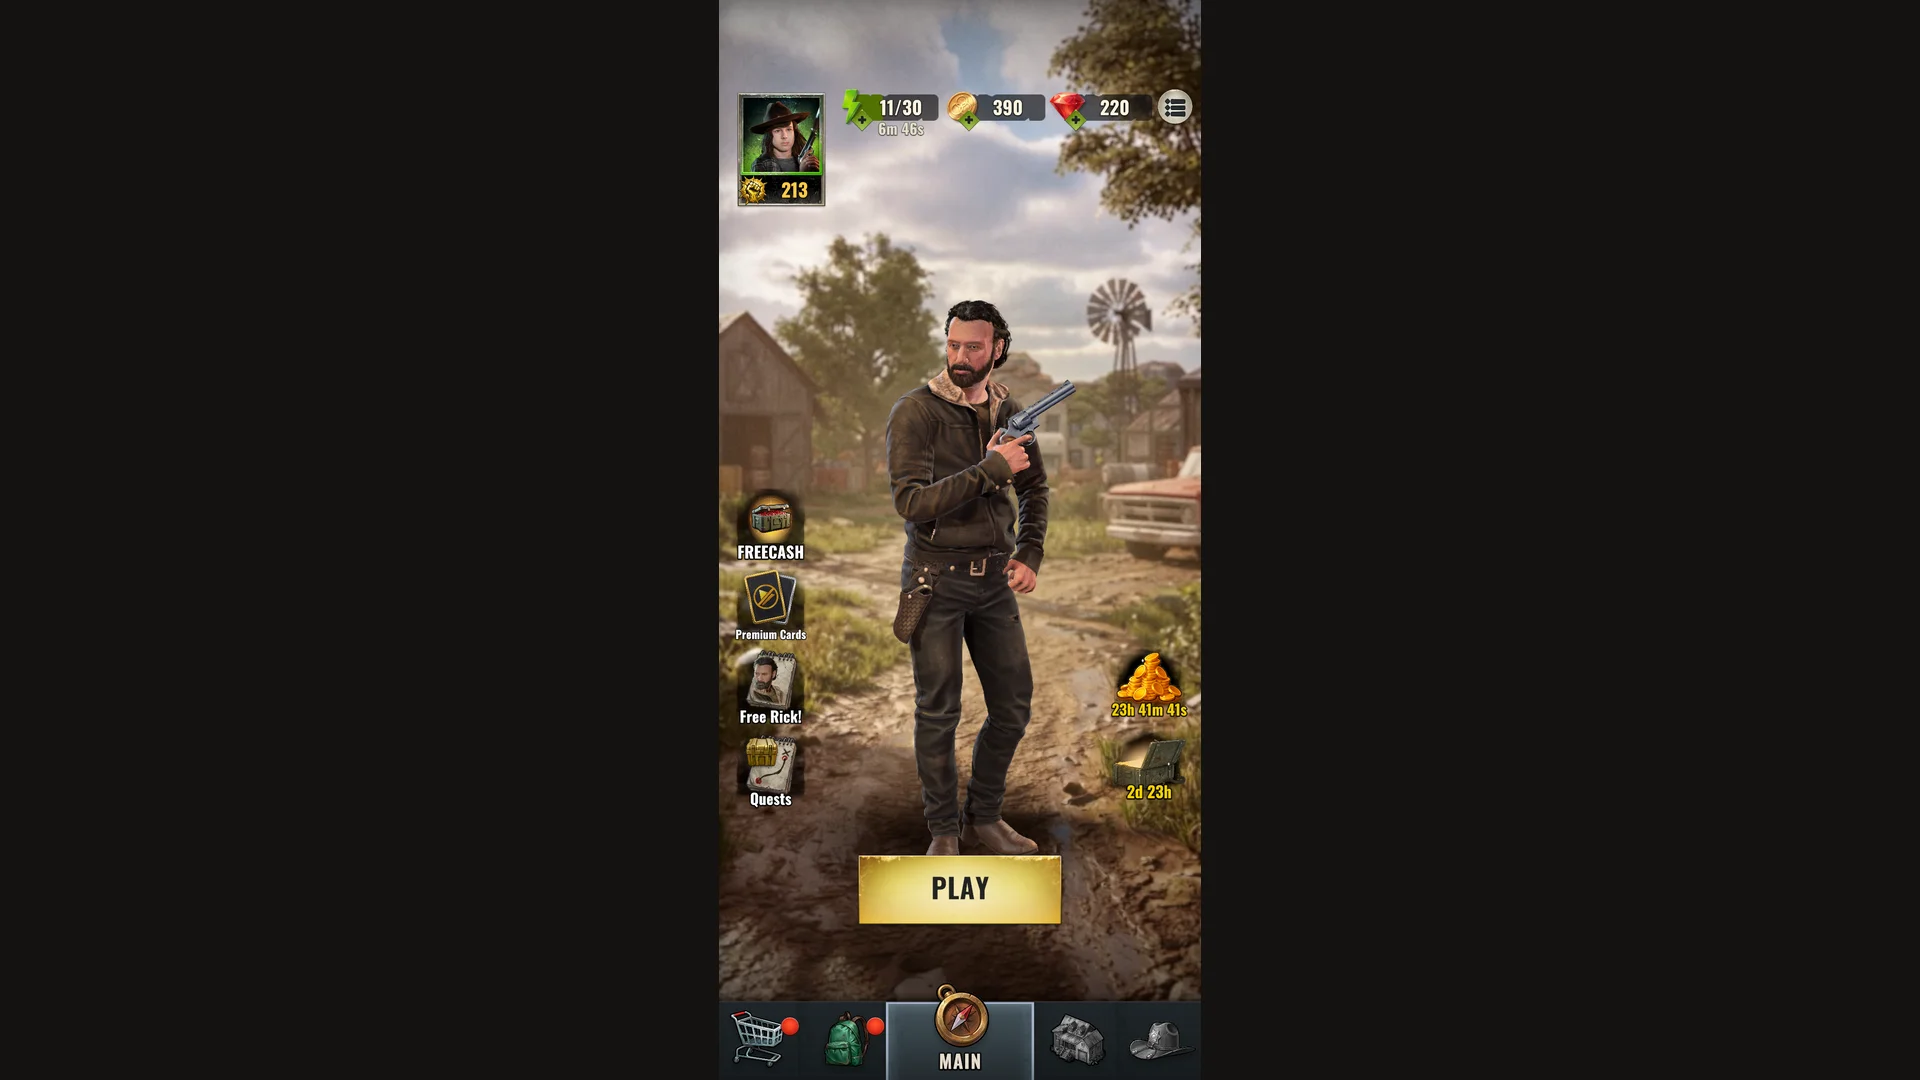 11/30
390
220
6m 46s
213
FREECASH
Premium Cards
Free Rick!
23h 41m 41s
Quests
2d 23h
PLAY
MAIN